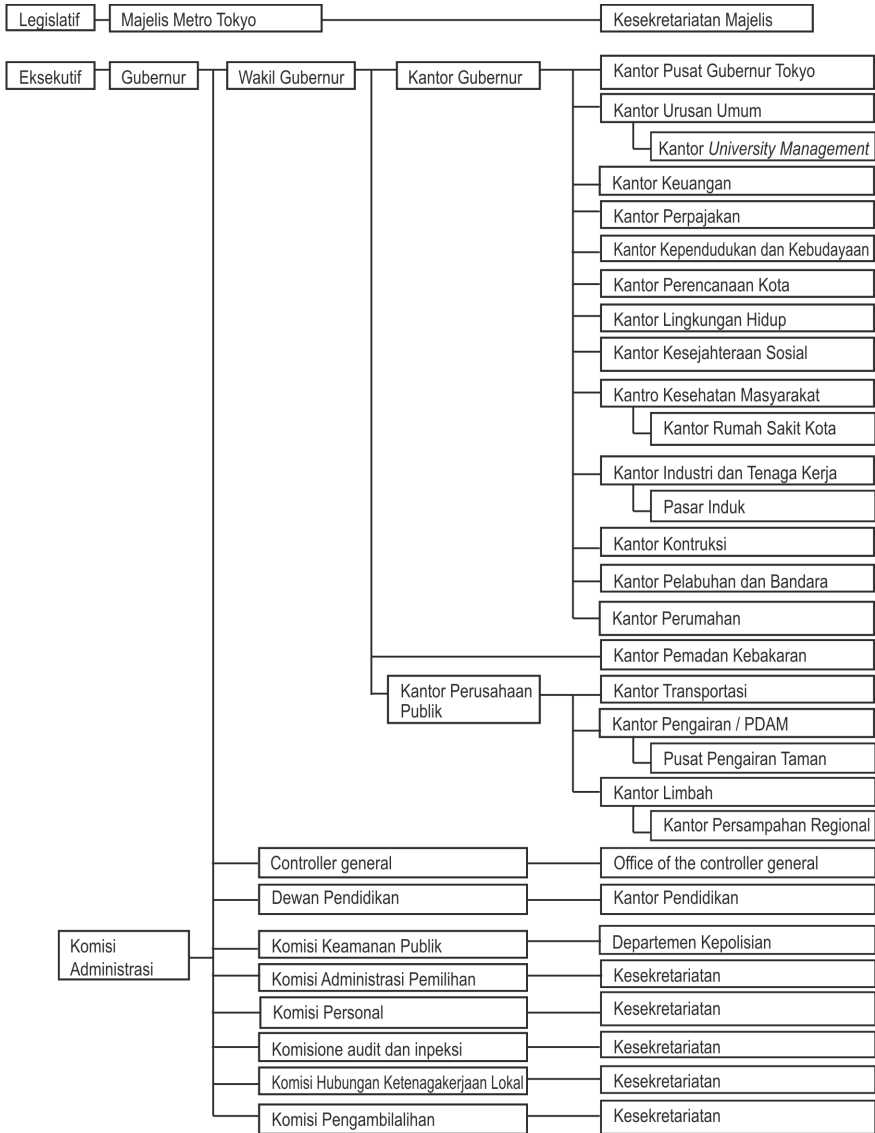 Legislatif
Majelis Metro Tokyo
Kesekretariatan Majelis
Eksekutif
Gubernur
Wakil Gubernur
Kantor Gubernur
Kantor Pusat Gubernur Tokyo
Kantor Urusan Umum
Kantor University Management
Kantor Keuangan
Kantor Perpajakan
Kantor Kependudukan dan Kebudayaan
Kantor Perencanaan Kota
Kantor Lingkungan Hidup
Kantor Kesejahteraan Sosial
Kantro Kesehatan Masyarakat
Kantor Rumah Sakit Kota
Kantor Industri dan Tenaga Kerja
Pasar Induk
Kantor Kontruksi
Kantor Pelabuhan dan Bandara
Kantor Perumahan
Kantor Pemadan Kebakaran
Kantor Perusahaan
Publik
Kantor Transportasi
Kantor Pengairan / PDAM
Pusat Pengairan Taman
Kantor Limbah
Kantor Persampahan Regional
Controller general
Office of the controller general
Dewan Pendidikan
Kantor Pendidikan
Komisi
Administrasi
Komisi Keamanan Publik
Departemen Kepolisian
Komisi Administrasi Pemilihan
Kesekretariatan
Komisi Personal
Kesekretariatan
Komisione audit dan inpeksi
Kesekretariatan
Komisi Hubungan Ketenagakerjaan Lokal
Kesekretariatan
Komisi Pengambilalihan
Kesekretariatan